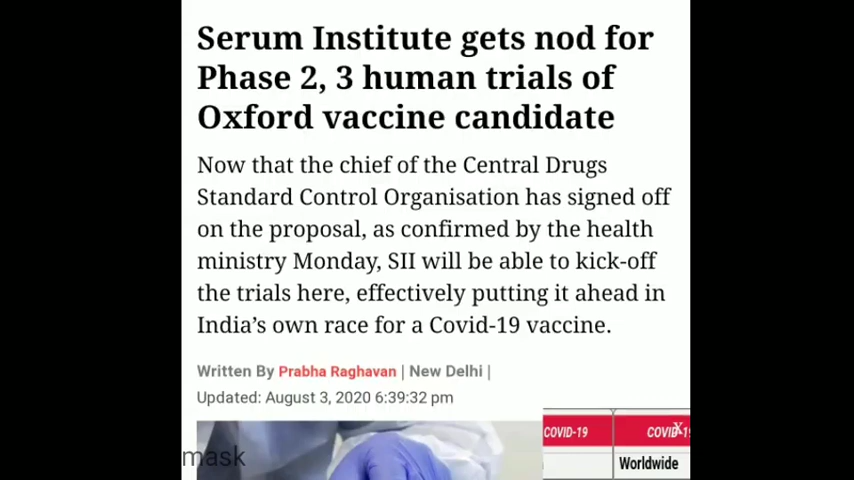 Serum Institute gets nod for
Phase 2, 3 human trials of
Oxford vaccine candidate
Now that the chief of the Central Drugs
Standard Control Organisation has signed off
on the proposal, as confirmed by the health
ministry Monday, SII will be able to kick-off
the trials here, effectively putting it ahead in
India's own race for a Covid-19 vaccine.
Written By Prabha Raghavan | New Delhi |
Updated: August 3, 2020 6:39:32 pm
COVID-19 COVID-19
Worldwide
mask